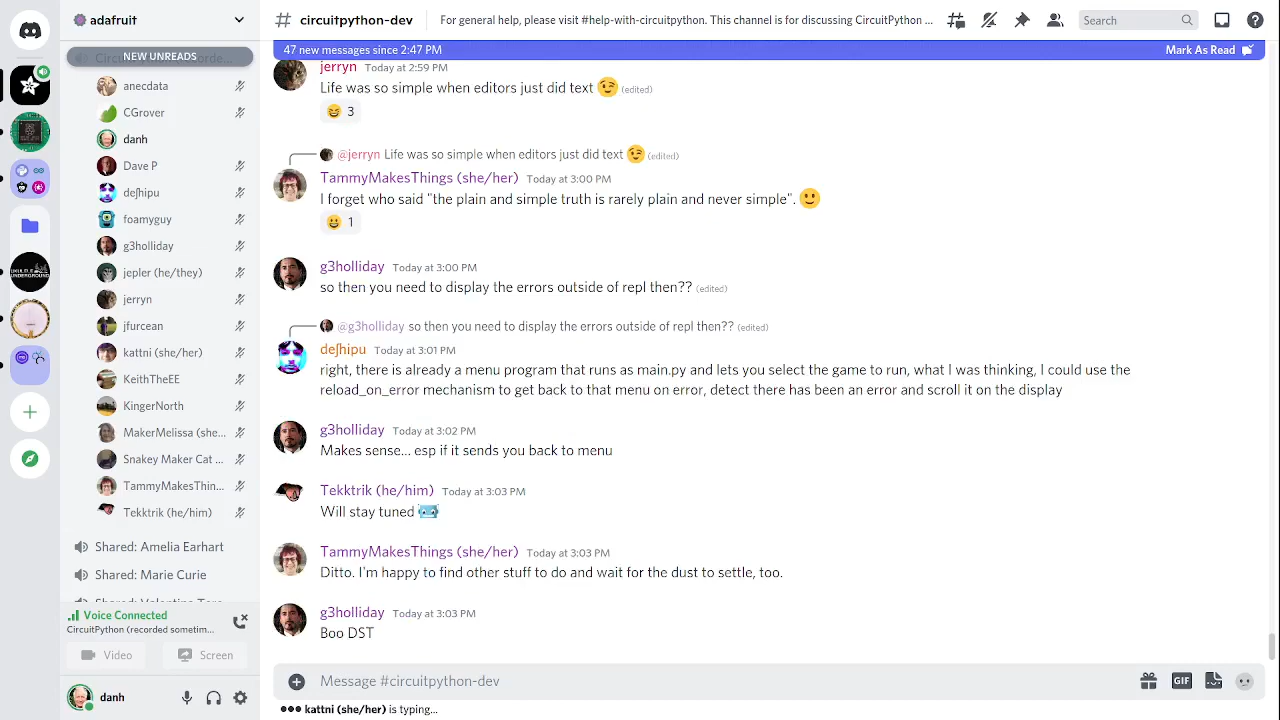 adafruit
# circuitpython-dev
For general help, please visit #help-with-circuitpython. This channel is for discussing CircuitPython ...
Search
NEW UNREADS
47 new messages since 2:47 PM
Mark As Read
anecdata
CGrover
danh
Dave P
deʃhipu
foamyguy
g3holliday
jepler (he/they)
jerryn
jfurcean
kattni (she/her)
KeithTheEE
KingerNorth
MakerMelissa (she...
Snakey Maker Cat ...
TammyMakesThin...
Tekktrik (he/him)
Shared: Amelia Earhart
Shared: Marie Curie
Voice Connected
CircuitPython (recorded sometim...
Video
Screen
danh
jerryn Today at 2:59 PM
Life was so simple when editors just did text 😉 (edited)
😄 3
@jerryn Life was so simple when editors just did text 😉 (edited)
TammyMakesThings (she/her) Today at 3:00 PM
I forget who said "the plain and simple truth is rarely plain and never simple". 🙂
😀 1
g3holliday Today at 3:00 PM
so then you need to display the errors outside of repl then?? (edited)
@g3holliday so then you need to display the errors outside of repl then?? (edited)
deʃhipu Today at 3:01 PM
right, there is already a menu program that runs as main.py and lets you select the game to run, what I was thinking, I could use the
reload_on_error mechanism to get back to that menu on error, detect there has been an error and scroll it on the display
g3holliday Today at 3:02 PM
Makes sense... esp if it sends you back to menu
Tekktrik (he/him) Today at 3:03 PM
Will stay tuned
TammyMakesThings (she/her) Today at 3:03 PM
Ditto. I'm happy to find other stuff to do and wait for the dust to settle, too.
g3holliday Today at 3:03 PM
Boo DST
Message #circuitpython-dev
GIF
kattni (she/her) is typing...